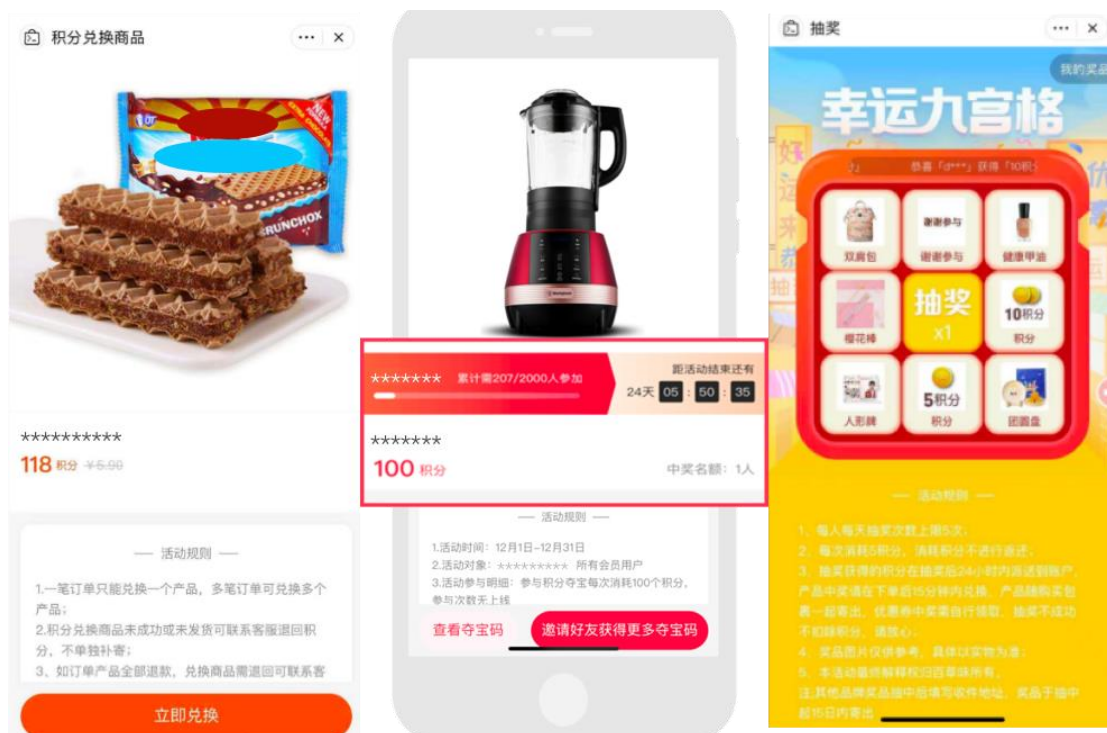 积分兑换商品
NEW
EXTRA CHOCOLATE
CRUNCHOX
**********
118 积分 ￥5.90
— 活动规则 —
1.一笔订单只能兑换一个产品，多笔订单可兑换多个
产品；
2.积分兑换商品未成功或未发货可联系客服退回积
分，不单独补寄；
3、如订单产品全部退款，兑换商品需退回可联系客
立即兑换
******* 累计需207/2000人参加
距活动结束还有
24天 05 : 50 : 35
*******
100 积分
中奖名额：1人
— 活动规则 —
1.活动时间：12月1日-12月31日
2.活动对象：********* 所有会员用户
3.活动参与明细：参与积分夺宝每次消耗100个积分，
参与次数无上线
查看夺宝码
邀请好友获得更多夺宝码
抽奖
我的奖品
幸运九宫格
恭喜「d***」获得「10积
双肩包
谢谢参与
谢谢参与
健康甲油
樱花棒
抽奖
x1
10积分
积分
人形牌
5积分
积分
团圆盘
— 活动规则 —
1、每人每天抽奖次数上限5次；
2、每次消耗5积分，消耗积分不进行返还；
3、抽奖获得的积分在抽奖后24小时内派送到账户，
产品中奖请在下单后15分钟内兑换，产品随购买包
裹一起寄出，优惠券中奖需自行领取，抽奖不成功
不扣除积分，请放心；
4、奖品图片仅供参考，具体以实物为准；
5、本活动最终解释权归百草味所有。
注.其他品牌奖品抽中后填写收件地址，奖品于抽中
起15日内寄出